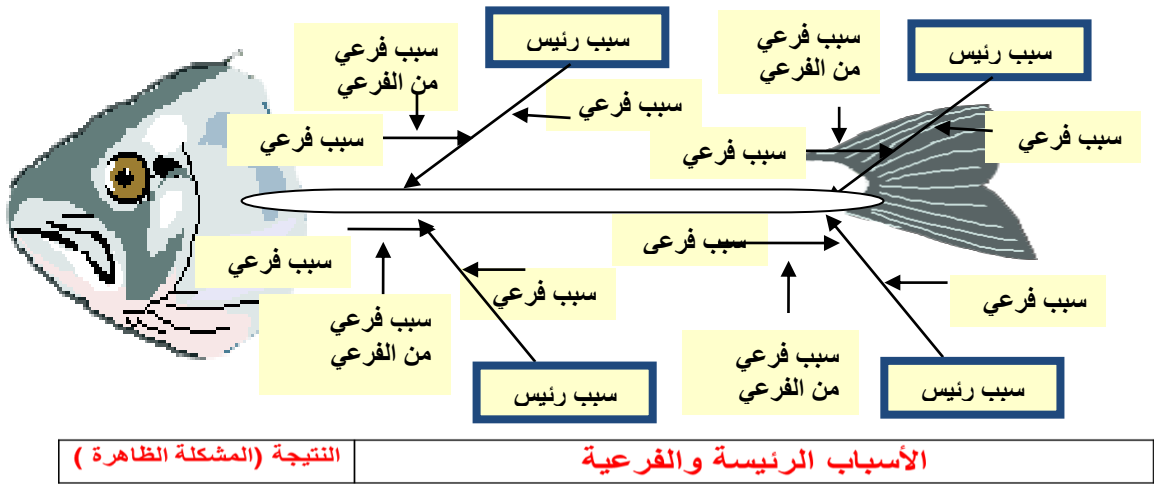 سبب رئيس
سبب فرعي
من الفرعي
سبب رئيس
سبب فرعي
من الفرعي
سبب فرعي
سبب فرعي
سبب فرعي
سبب فرعي
سبب فرعى
سبب فرعي
سبب فرعي
سبب فرعي
سبب فرعي
من الفرعي
سبب فرعي
من الفرعي
سبب رئيس
سبب رئيس
الأسباب الرئيسة والفرعية
النتيجة (المشكلة الظاهرة )